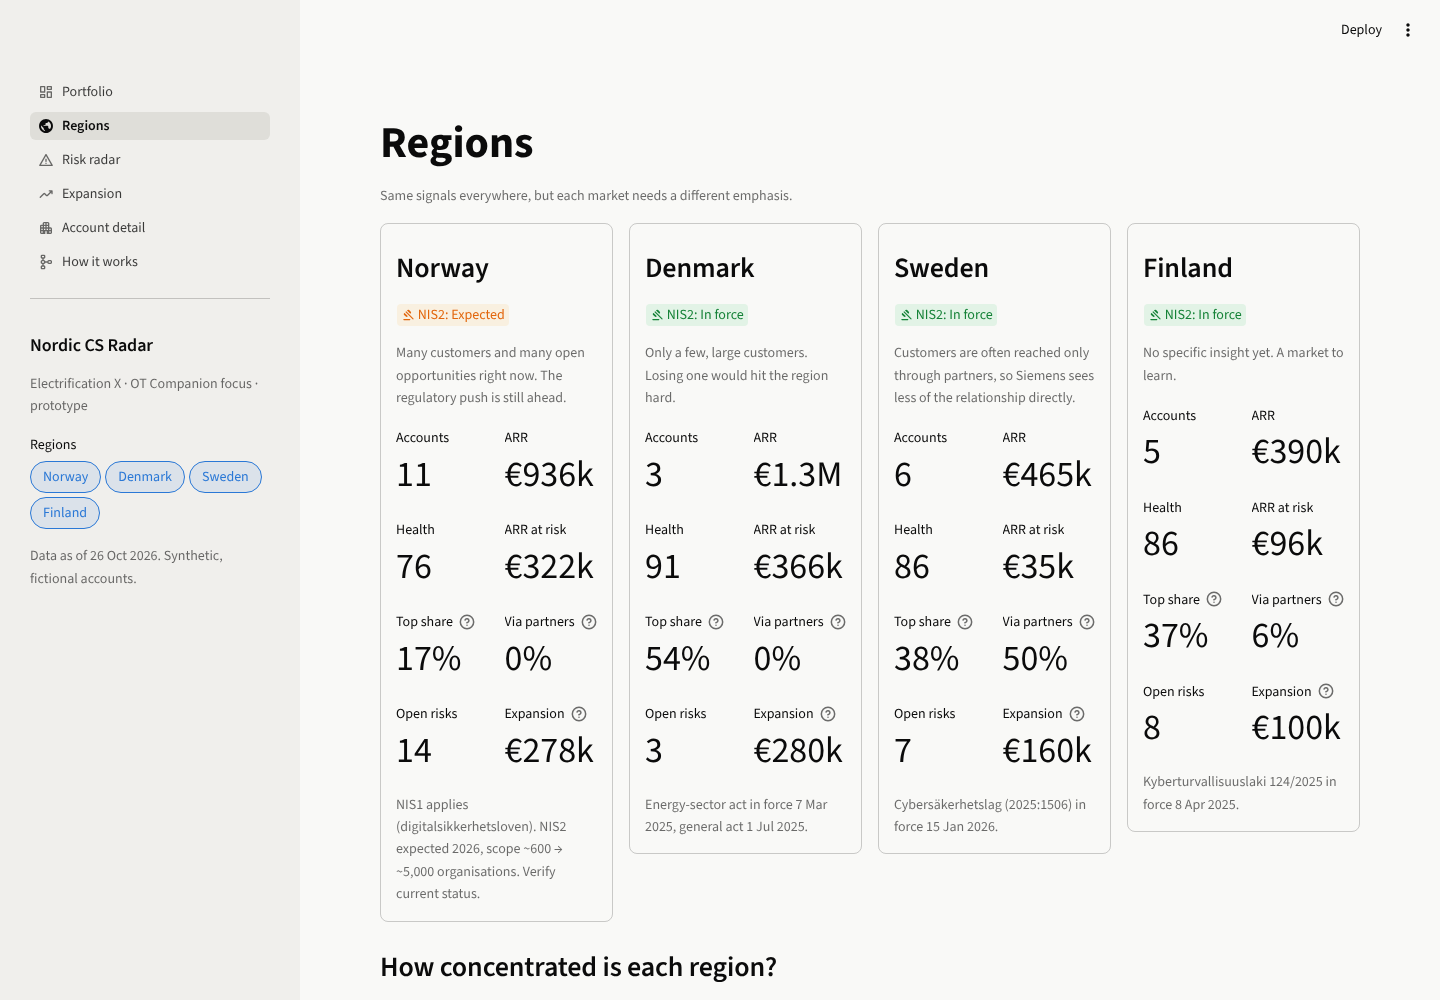 Deploy
Portfolio
Regions
Risk radar
Expansion
Account detail
How it works
Nordic CS Radar
Electrification X · OT Companion focus ·
prototype
Regions
Norway
Denmark
Sweden
Finland
Data as of 26 Oct 2026. Synthetic,
fictional accounts.
Regions
Same signals everywhere, but each market needs a different emphasis.
Norway
NIS2: Expected
Many customers and many open
opportunities right now. The
regulatory push is still ahead.
Accounts ARR
11 €936k
Health ARR at risk
76 €322k
Top share Via partners
17% 0%
Open risks Expansion
14 €278k
NIS1 applies
(digitalsikkerhetsloven). NIS2
expected 2026, scope ~600 →
~5,000 organisations. Verify
current status.
Denmark
NIS2: In force
Only a few, large customers.
Losing one would hit the region
hard.
Accounts ARR
3 €1.3M
Health ARR at risk
91 €366k
Top share Via partners
54% 0%
Open risks Expansion
3 €280k
Energy-sector act in force 7 Mar
2025, general act 1 Jul 2025.
Sweden
NIS2: In force
Customers are often reached only
through partners, so Siemens sees
less of the relationship directly.
Accounts ARR
6 €465k
Health ARR at risk
86 €35k
Top share Via partners
38% 50%
Open risks Expansion
7 €160k
Cybersäkerhetslag (2025:1506) in
force 15 Jan 2026.
Finland
NIS2: In force
No specific insight yet. A market to
learn.
Accounts ARR
5 €390k
Health ARR at risk
86 €96k
Top share Via partners
37% 6%
Open risks Expansion
8 €100k
Kyberturvallisuuslaki 124/2025 in
force 8 Apr 2025.
How concentrated is each region?